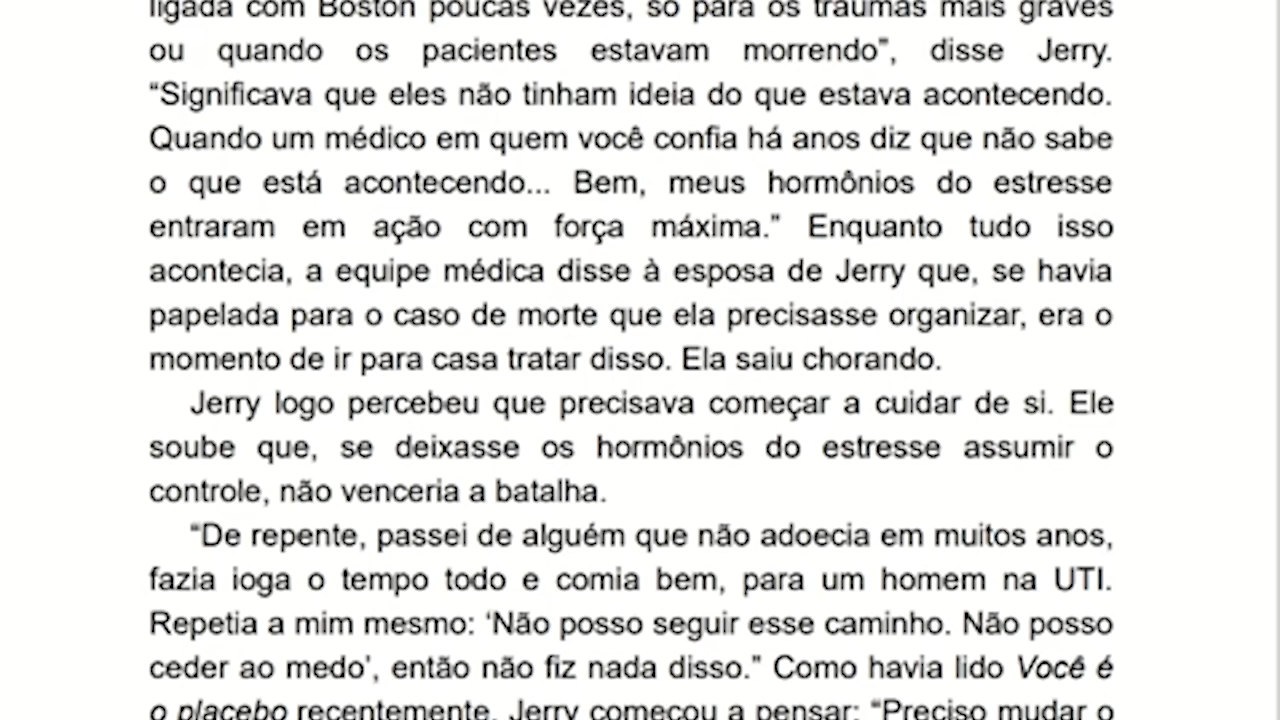 ligada com Boston poucas vezes, só para os traumas mais graves
ou quando os pacientes estavam morrendo”, disse Jerry.
“Significava que eles não tinham ideia do que estava acontecendo.
Quando um médico em quem você confia há anos diz que não sabe
o que está acontecendo... Bem, meus hormônios do estresse
entraram em ação com força máxima.” Enquanto tudo isso
acontecia, a equipe médica disse à esposa de Jerry que, se havia
papelada para o caso de morte que ela precisasse organizar, era o
momento de ir para casa tratar disso. Ela saiu chorando.
Jerry logo percebeu que precisava começar a cuidar de si. Ele
soube que, se deixasse os hormônios do estresse assumir o
controle, não venceria a batalha.
“De repente, passei de alguém que não adoecia em muitos anos,
fazia ioga o tempo todo e comia bem, para um homem na UTI.
Repetia a mim mesmo: ‘Não posso seguir esse caminho. Não posso
ceder ao medo’, então não fiz nada disso.” Como havia lido Você é
o placebo recentemente, Jerry começou a pensar: “Preciso mudar o